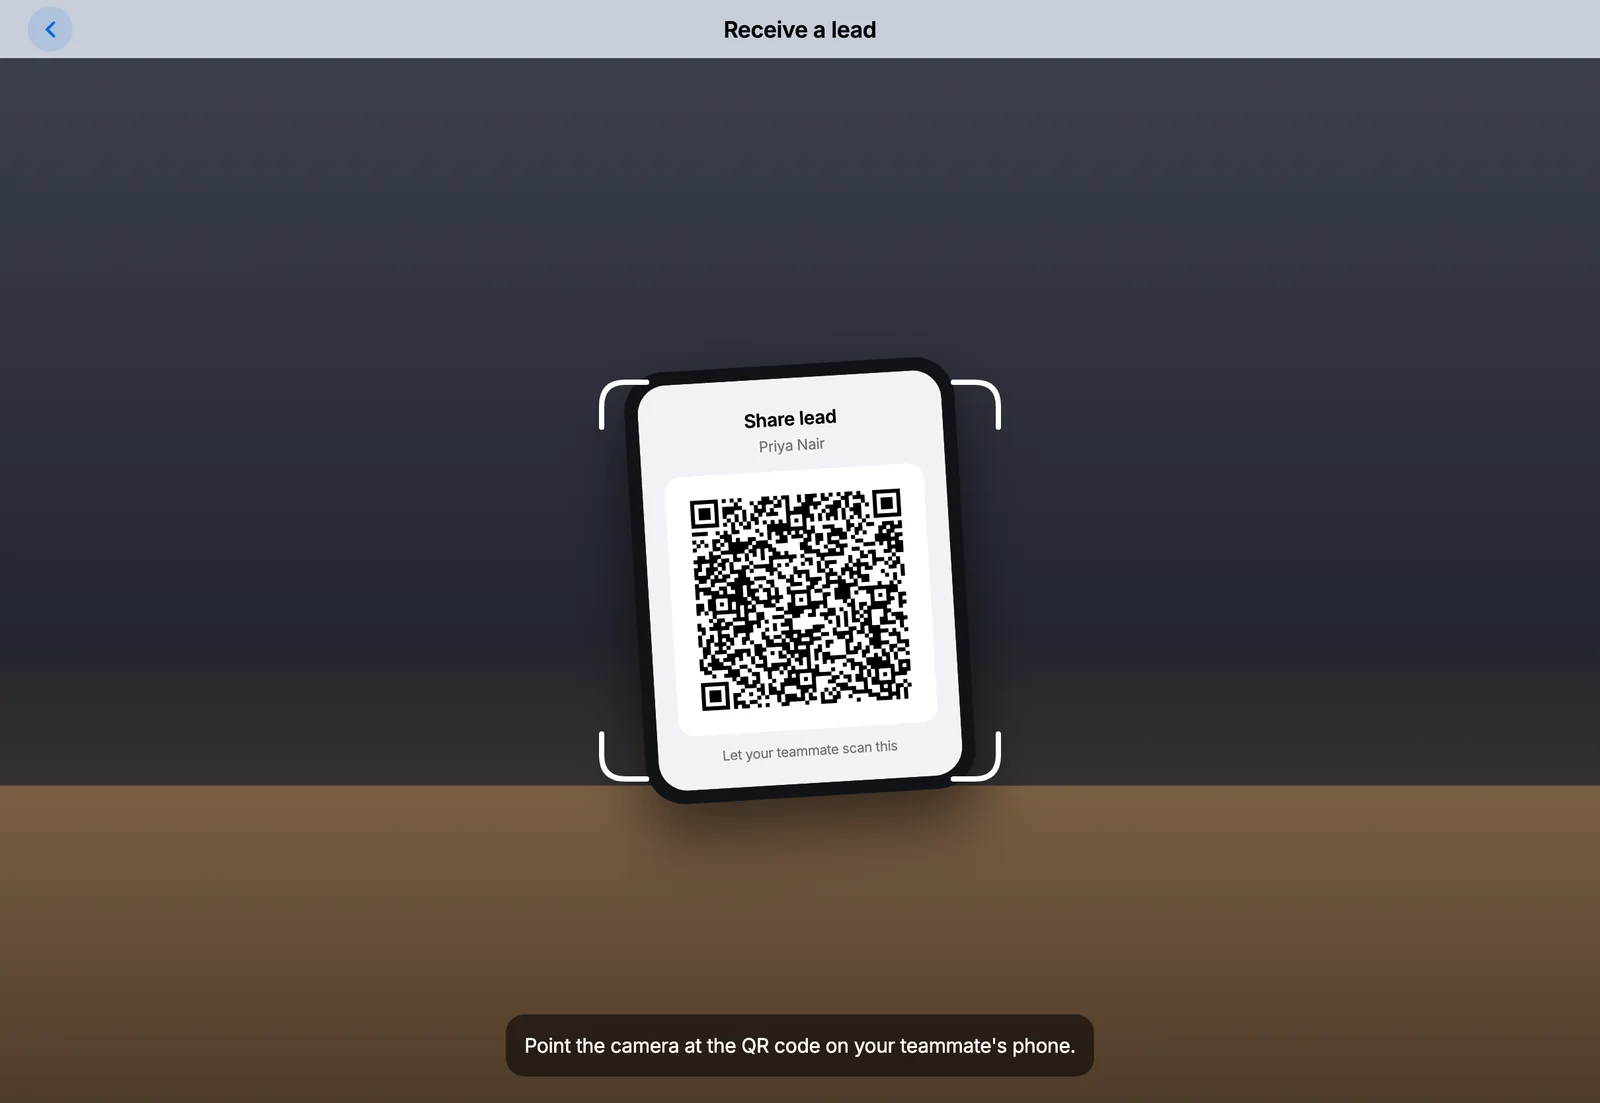 Receive a lead
Share lead
Priya Nair
Let your teammate scan this
Point the camera at the QR code on your teammate's phone.